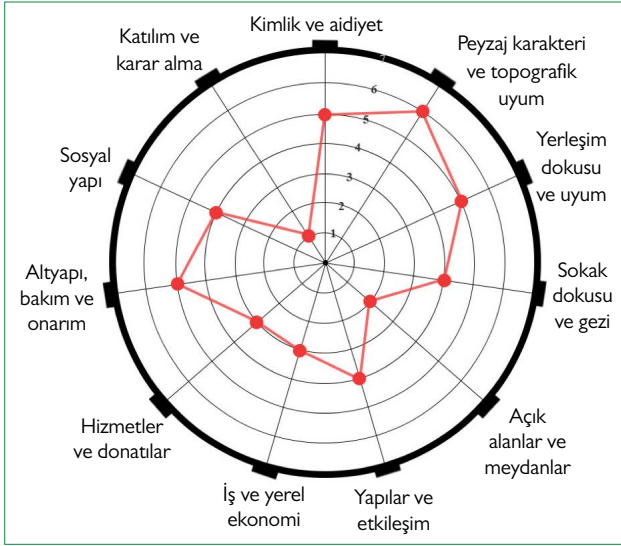 Kimlik ve aidiyet
Peyzaj karakteri
ve topografik
uyum
Yerleşim
dokusu
ve uyum
Sokak
dokusu
ve gezi
Açık
alanlar ve
meydanlar
Yapılar ve
etkileşim
İş ve yerel
ekonomi
Hizmetler
ve donatılar
Altyapı,
bakım ve
onarım
Sosyal
yapı
Katılım ve
karar alma
7
6
5
4
3
2
1